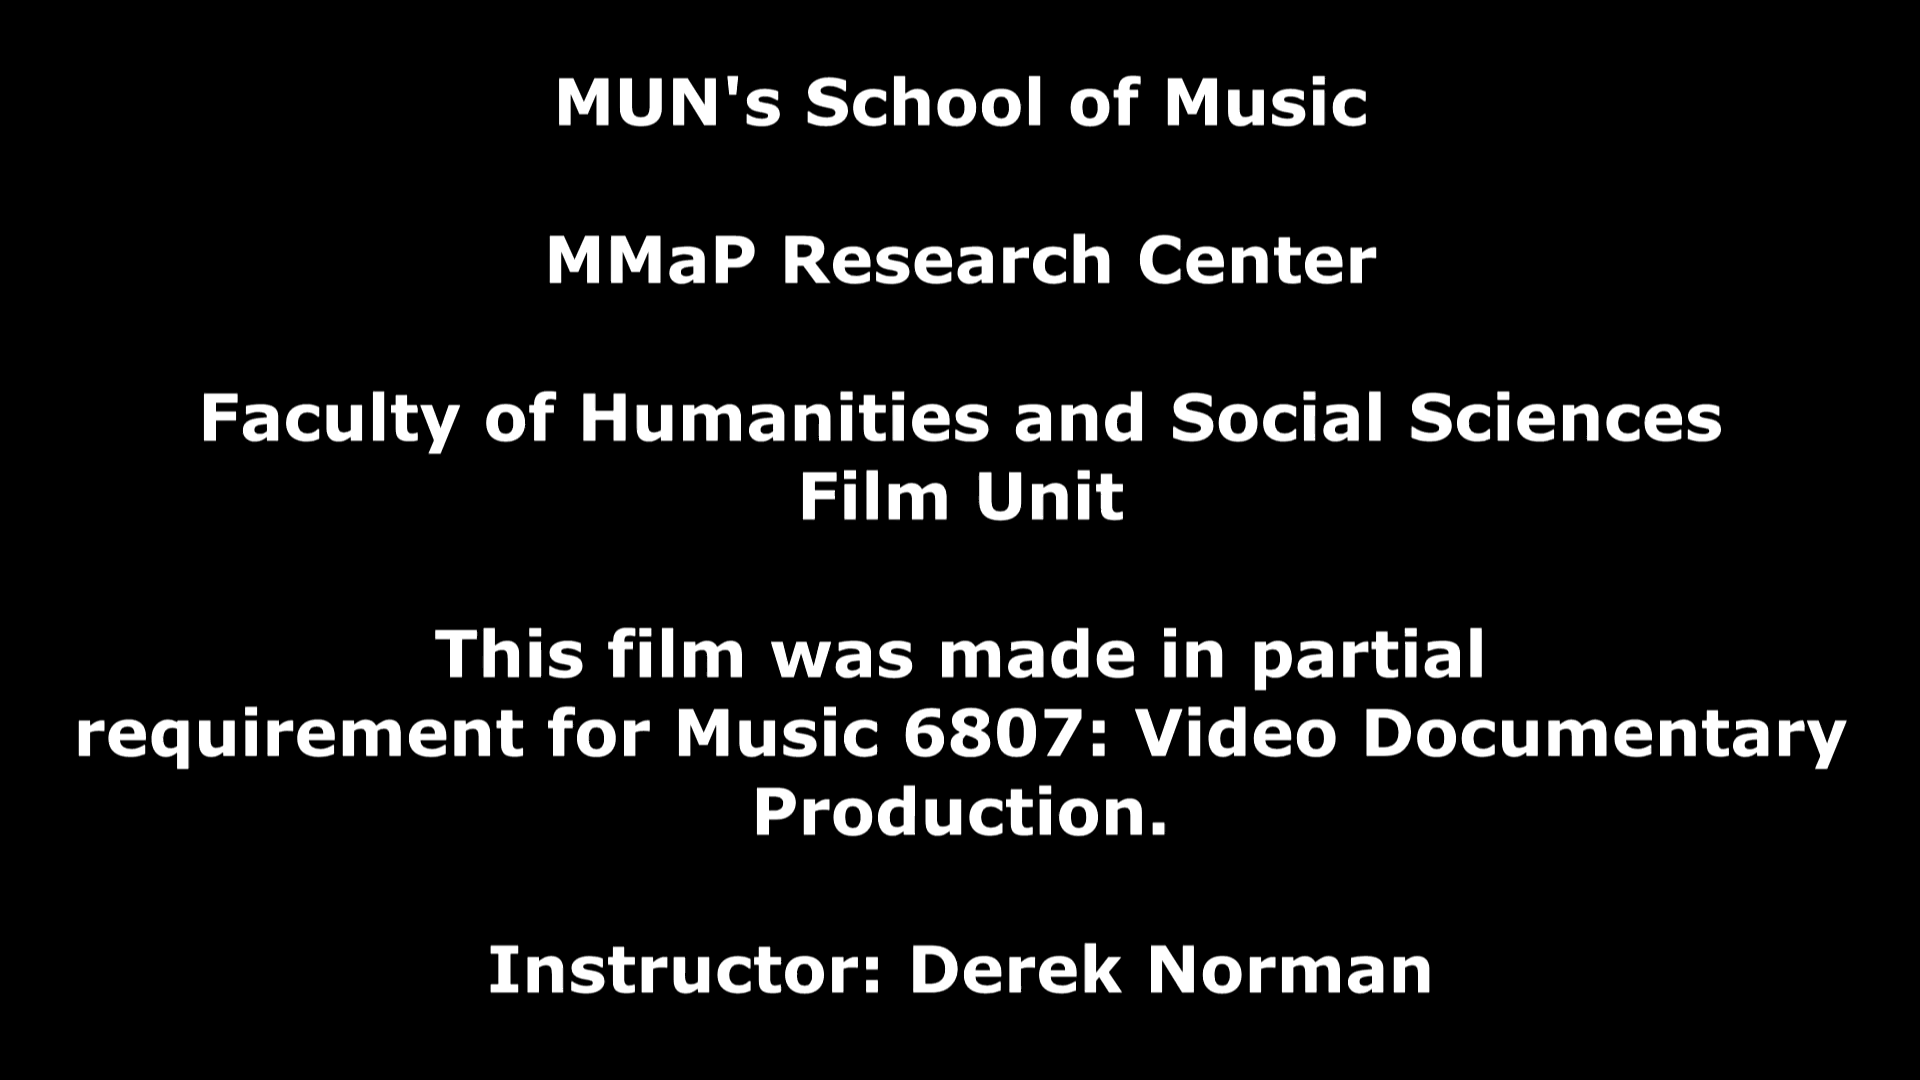 MUN's School of Music
MMaP Research Center
Faculty of Humanities and Social Sciences
Film Unit
This film was made in partial
requirement for Music 6807: Video Documentary
Production.
Instructor: Derek Norman